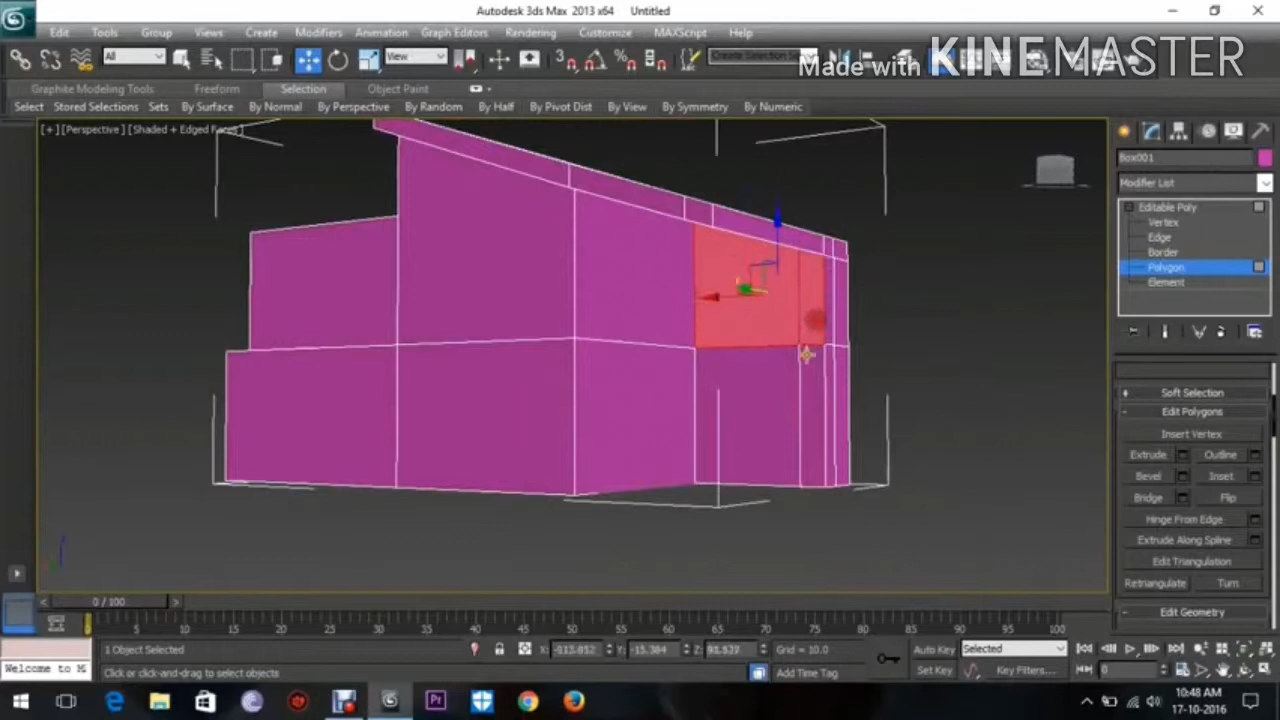 Autodesk 3ds Max 2013 x64 Untitled
Edit Tools Group Views Create Modifiers Animation Graph Editors Rendering Customize MAXScript Help
All View Create Selection Se
Made with KINEMASTER
Graphite Modeling Tools Freeform Selection Object Paint
Select Stored Selections Sets By Surface By Normal By Perspective By Random By Half By Pivot Dist By View By Symmetry By Numeric
[+] [Perspective] [Shaded + Edged Faces]
Box001
Modifier List
Editable Poly
Vertex
Edge
Border
Polygon
Element
Soft Selection
Edit Polygons
Insert Vertex
Extrude Outline
Bevel Inset
Bridge Flip
Hinge From Edge
Extrude Along Spline
Edit Triangulation
Retriangulate Turn
Edit Geometry
0 / 100
5 10 15 20 25 30 35 40 45 50 55 60 65 70 75 80 85 90 95 100
1 Object Selected X: Y: -15.384 Z: Grid = 10.0 Auto Key Selected
Welcome to M Click or click-and-drag to select objects Add Time Tag Set Key Key Filters... 0
10:48 AM
17-10-2016